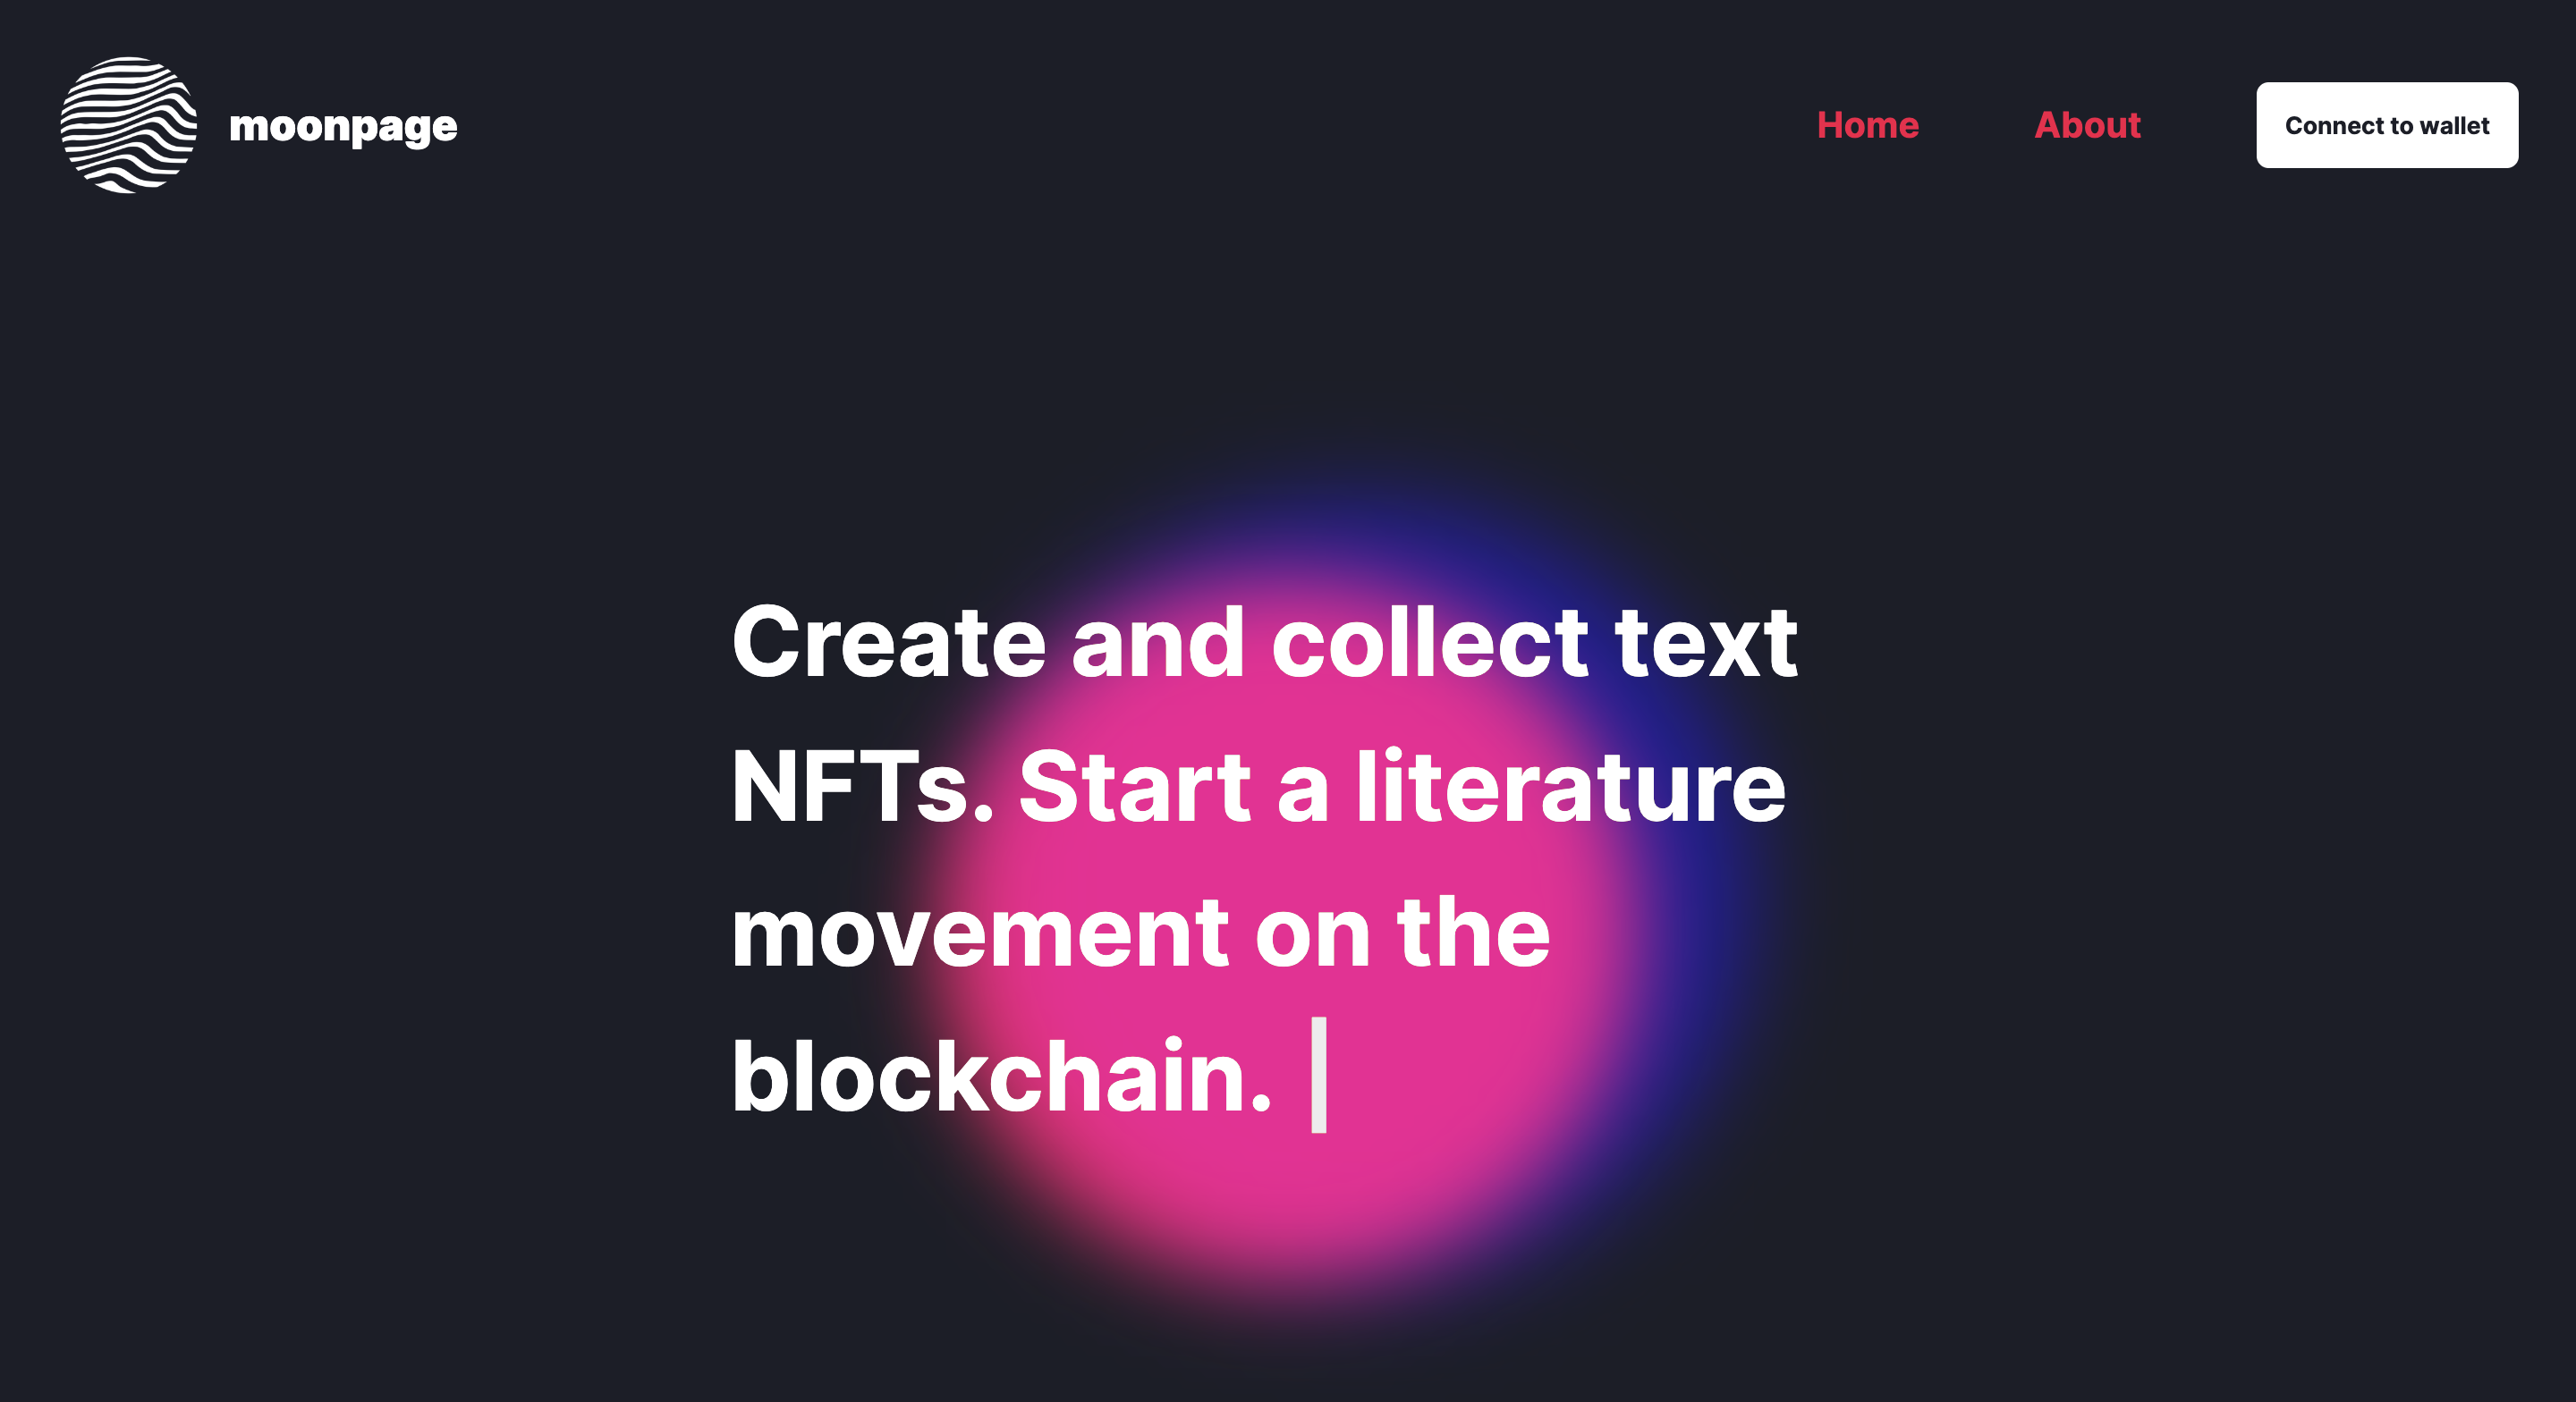 moonpage
Home
About
Connect to wallet
Create and collect text
NFTs. Start a literature
movement on the
blockchain.